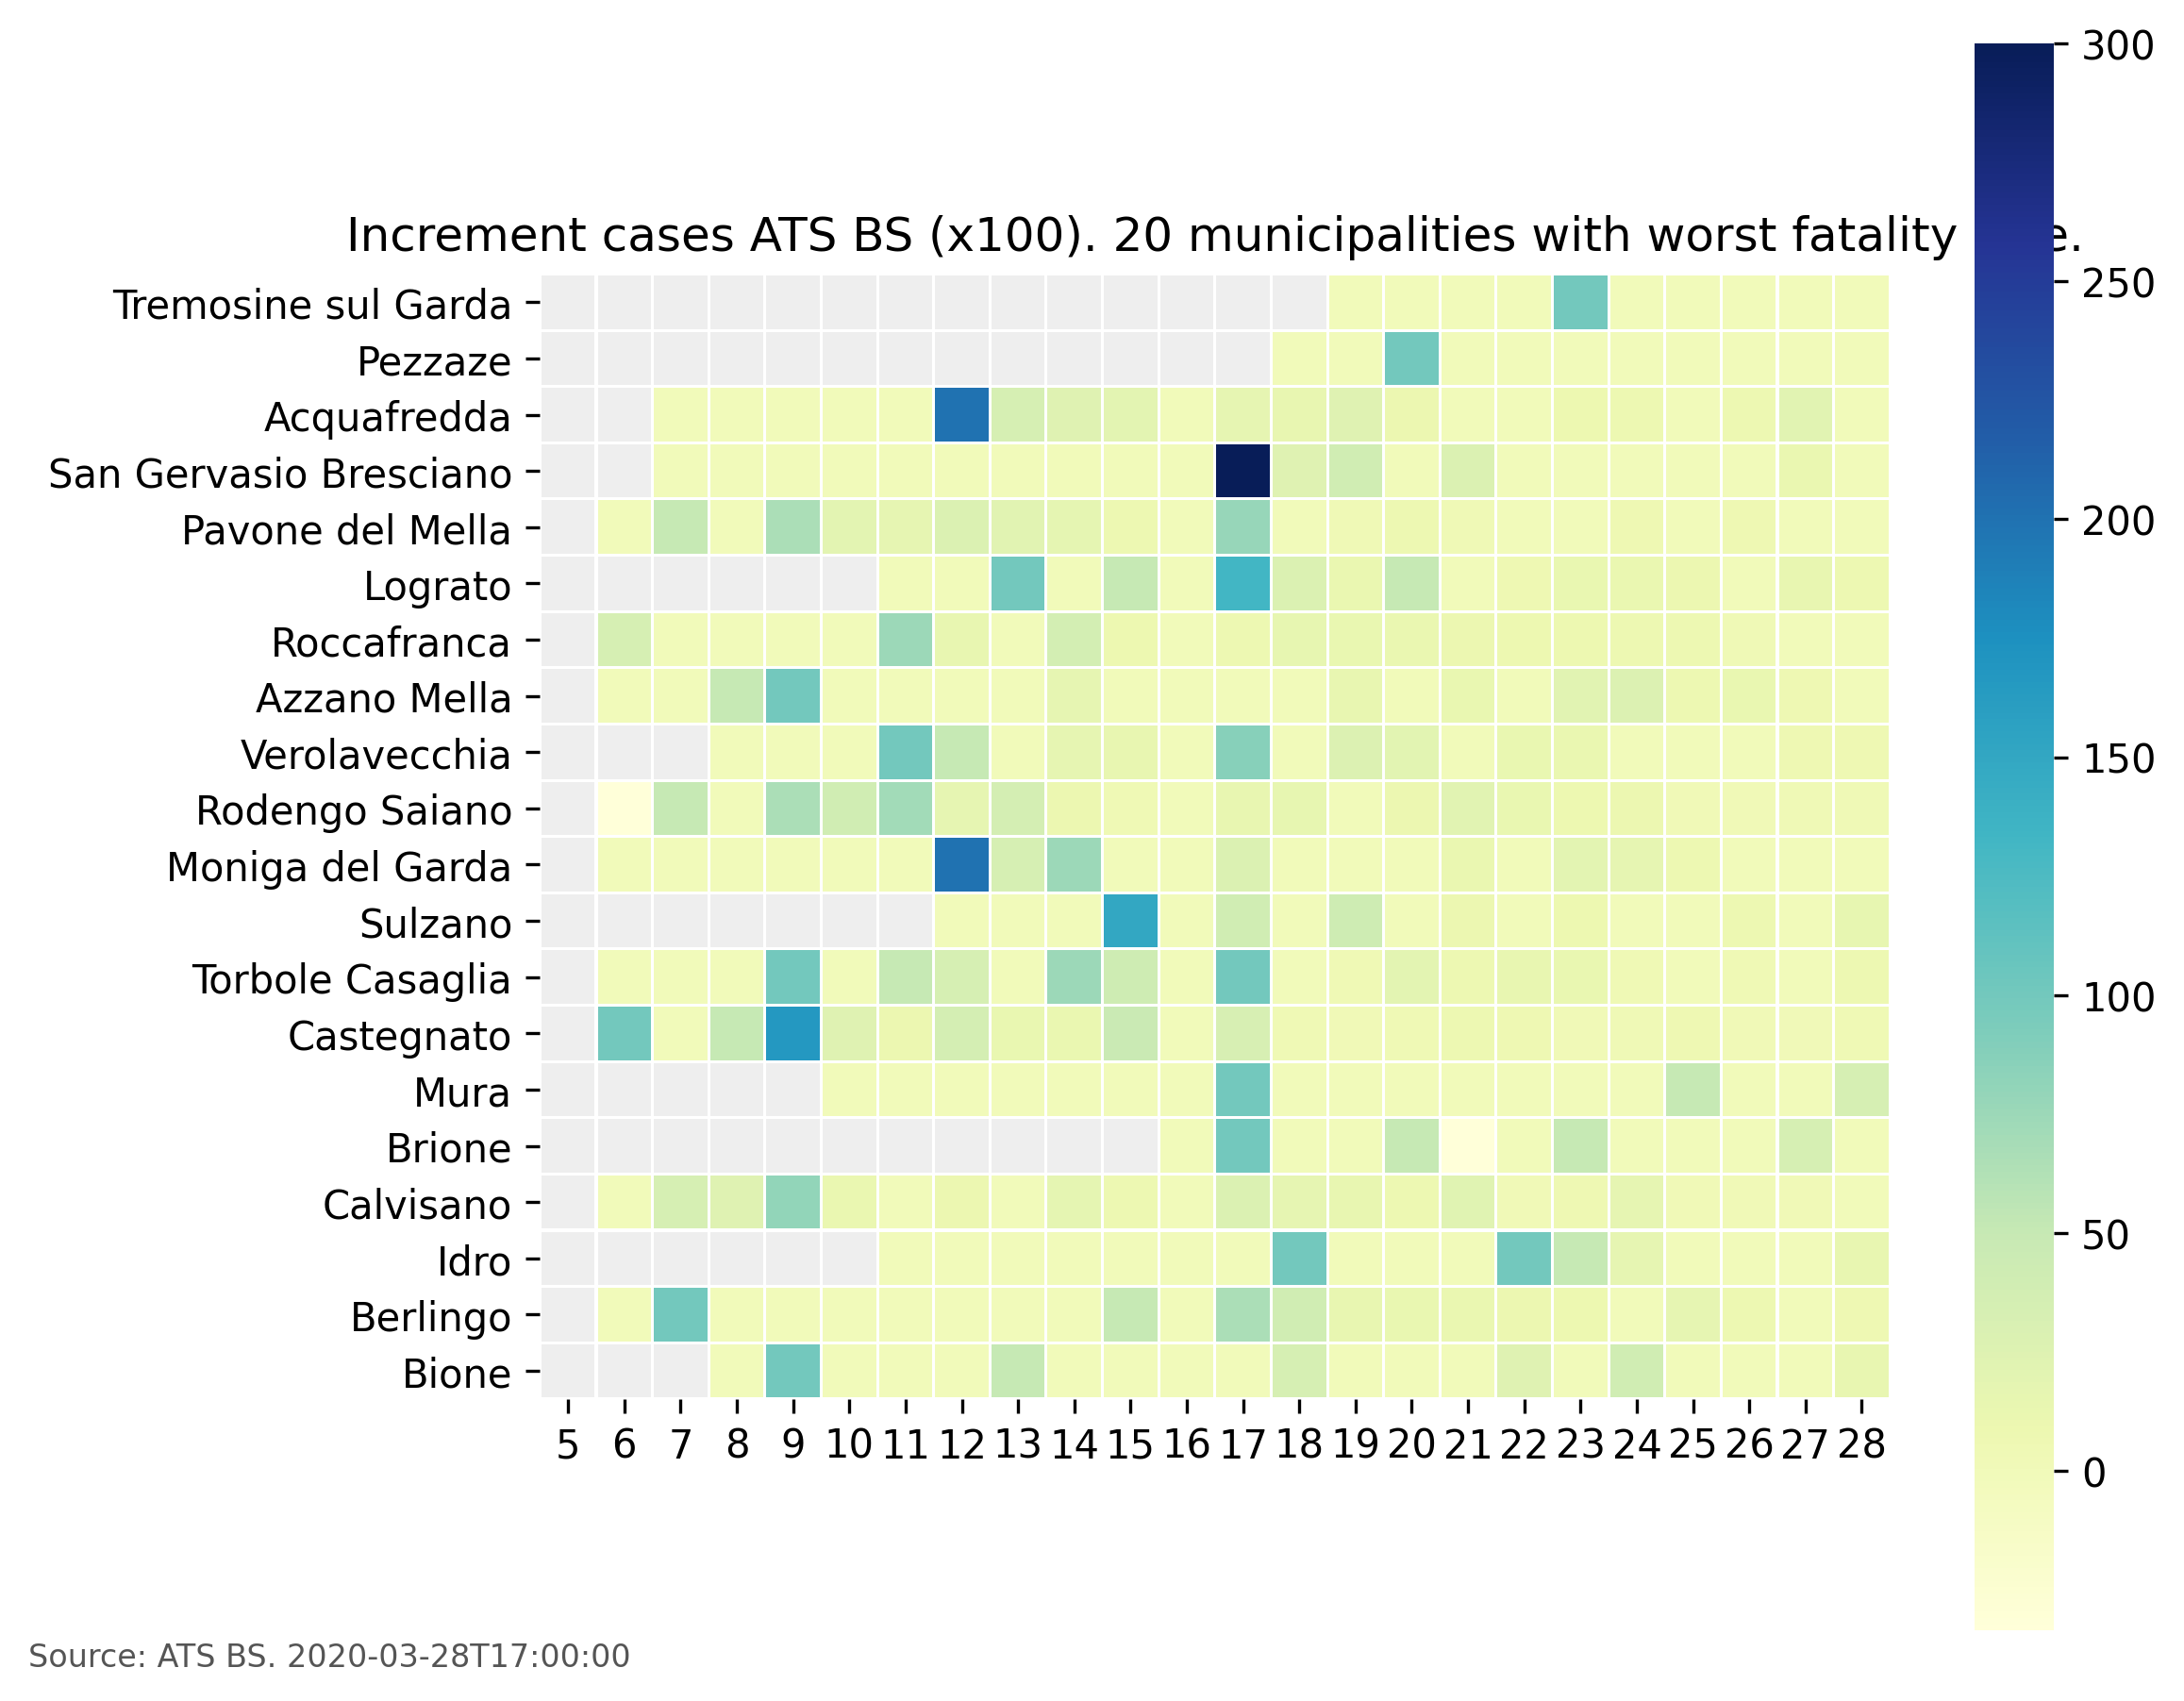 Increment cases ATS BS (x100). 20 municipalities with worst fatality e.
Tremosine sul Garda
Pezzaze
Acquafredda
San Gervasio Bresciano
Pavone del Mella
Lograto
Roccafranca
Azzano Mella
Verolavecchia
Rodengo Saiano
Moniga del Garda
Sulzano
Torbole Casaglia
Castegnato
Mura
Brione
Calvisano
Idro
Berlingo
Bione
5 6 7 8 9 10 11 12 13 14 15 16 17 18 19 20 21 22 23 24 25 26 27 28
300
250
200
150
100
50
0
Source: ATS BS. 2020-03-28T17:00:00